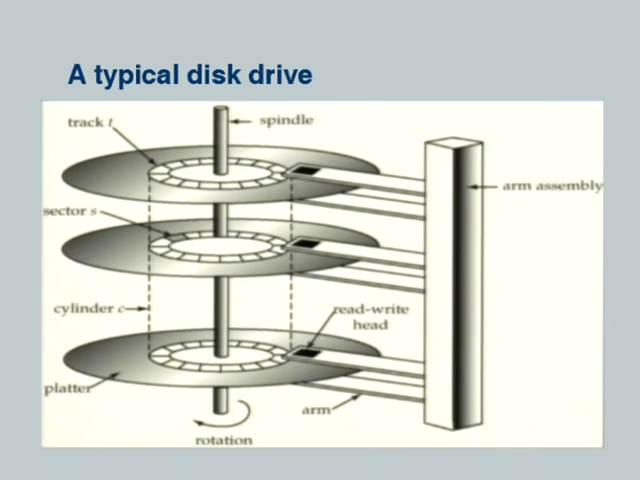 A typical disk drive
track t
spindle
arm assembly
sector s
cylinder c
read-write
head
platter
arm
rotation